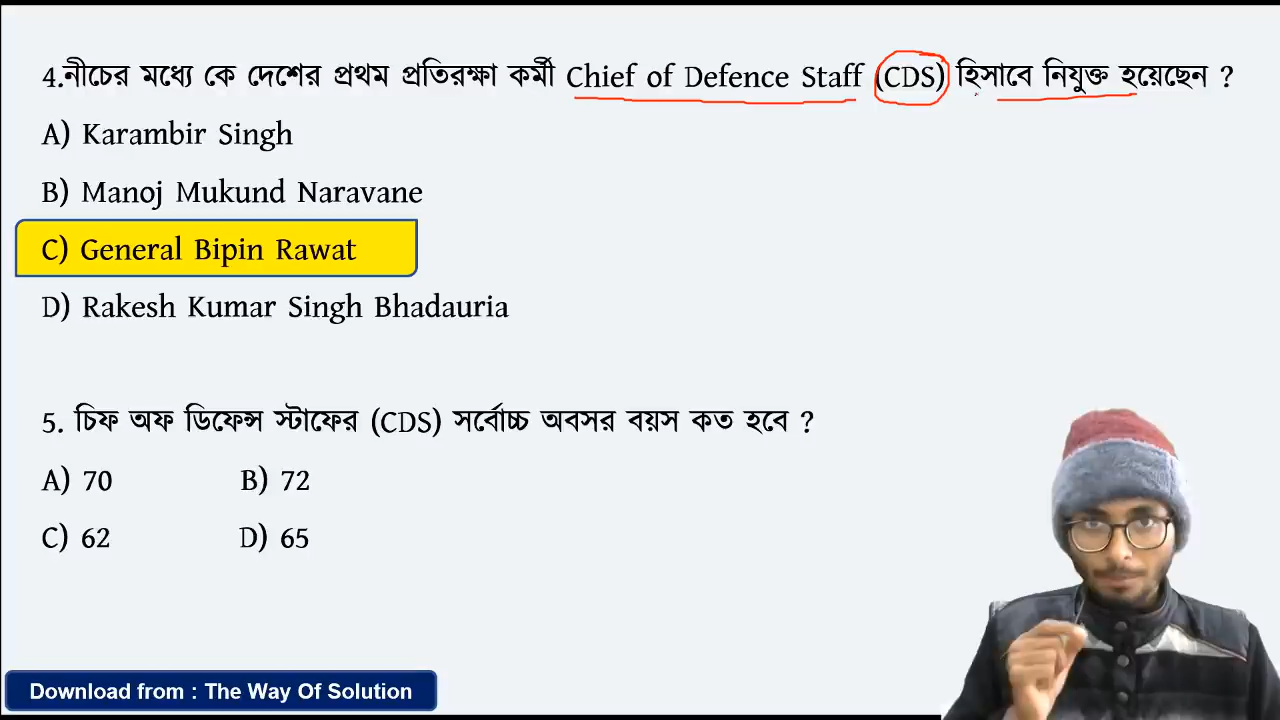 4.নীচের মধ্যে কে দেশের প্রথম প্রতিরক্ষা কর্মী Chief of Defence Staff (CDS) হিসাবে নিযুক্ত হয়েছেন ?
A) Karambir Singh
B) Manoj Mukund Naravane
C) General Bipin Rawat
D) Rakesh Kumar Singh Bhadauria
5. চিফ অফ ডিফেন্স স্টাফের (CDS) সর্বোচ্চ অবসর বয়স কত হবে ?
A) 70 B) 72
C) 62 D) 65
Download from : The Way Of Solution